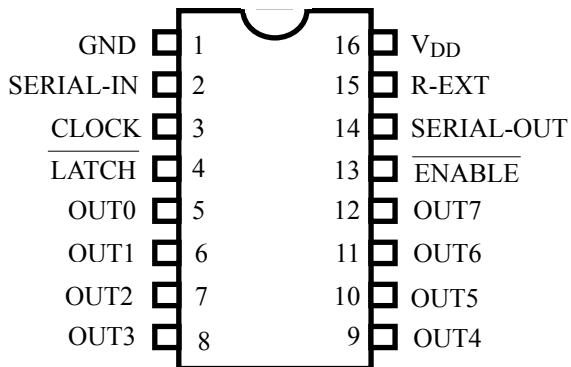 GND 1 16 V_DD
SERIAL-IN 2 15 R-EXT
CLOCK 3 14 SERIAL-OUT
LATCH 4 13 ENABLE
OUT0 5 12 OUT7
OUT1 6 11 OUT6
OUT2 7 10 OUT5
OUT3 8 9 OUT4